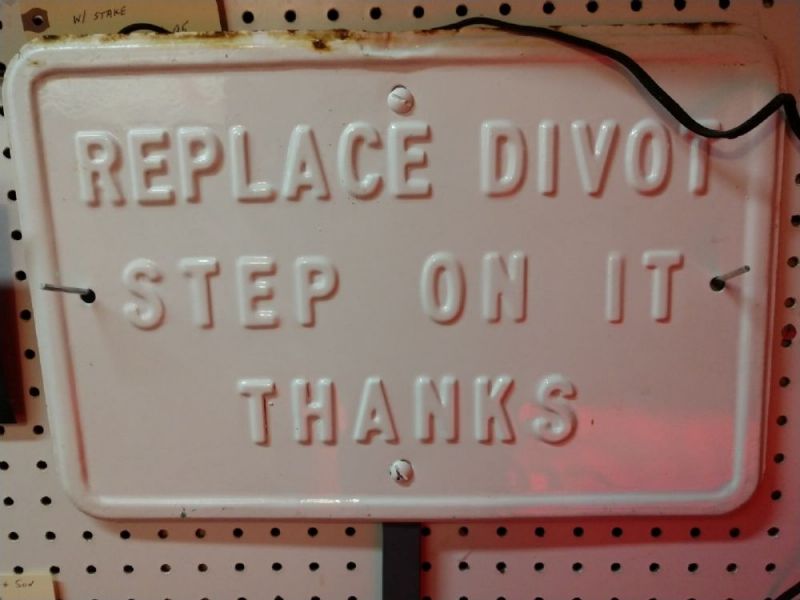 W/ STAKE
REPLACE DIVOT
STEP ON IT
THANKS